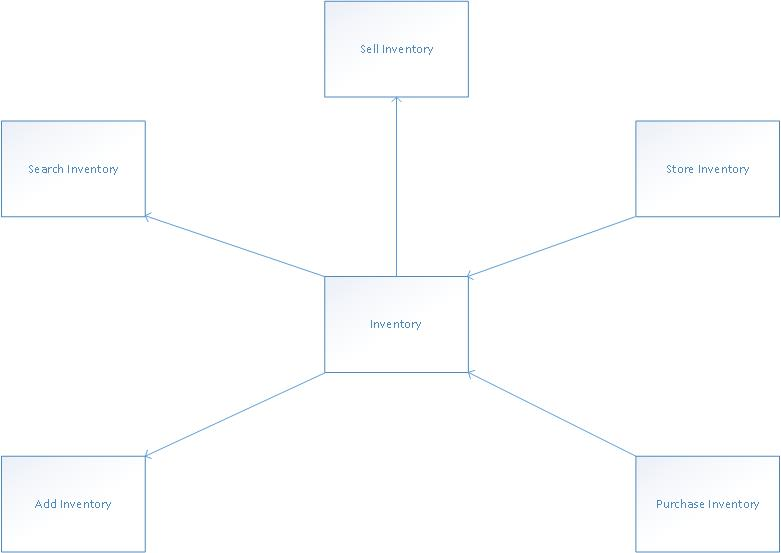 Sell Inventory
Search Inventory
Store Inventory
Inventory
Add Inventory
Purchase Inventory